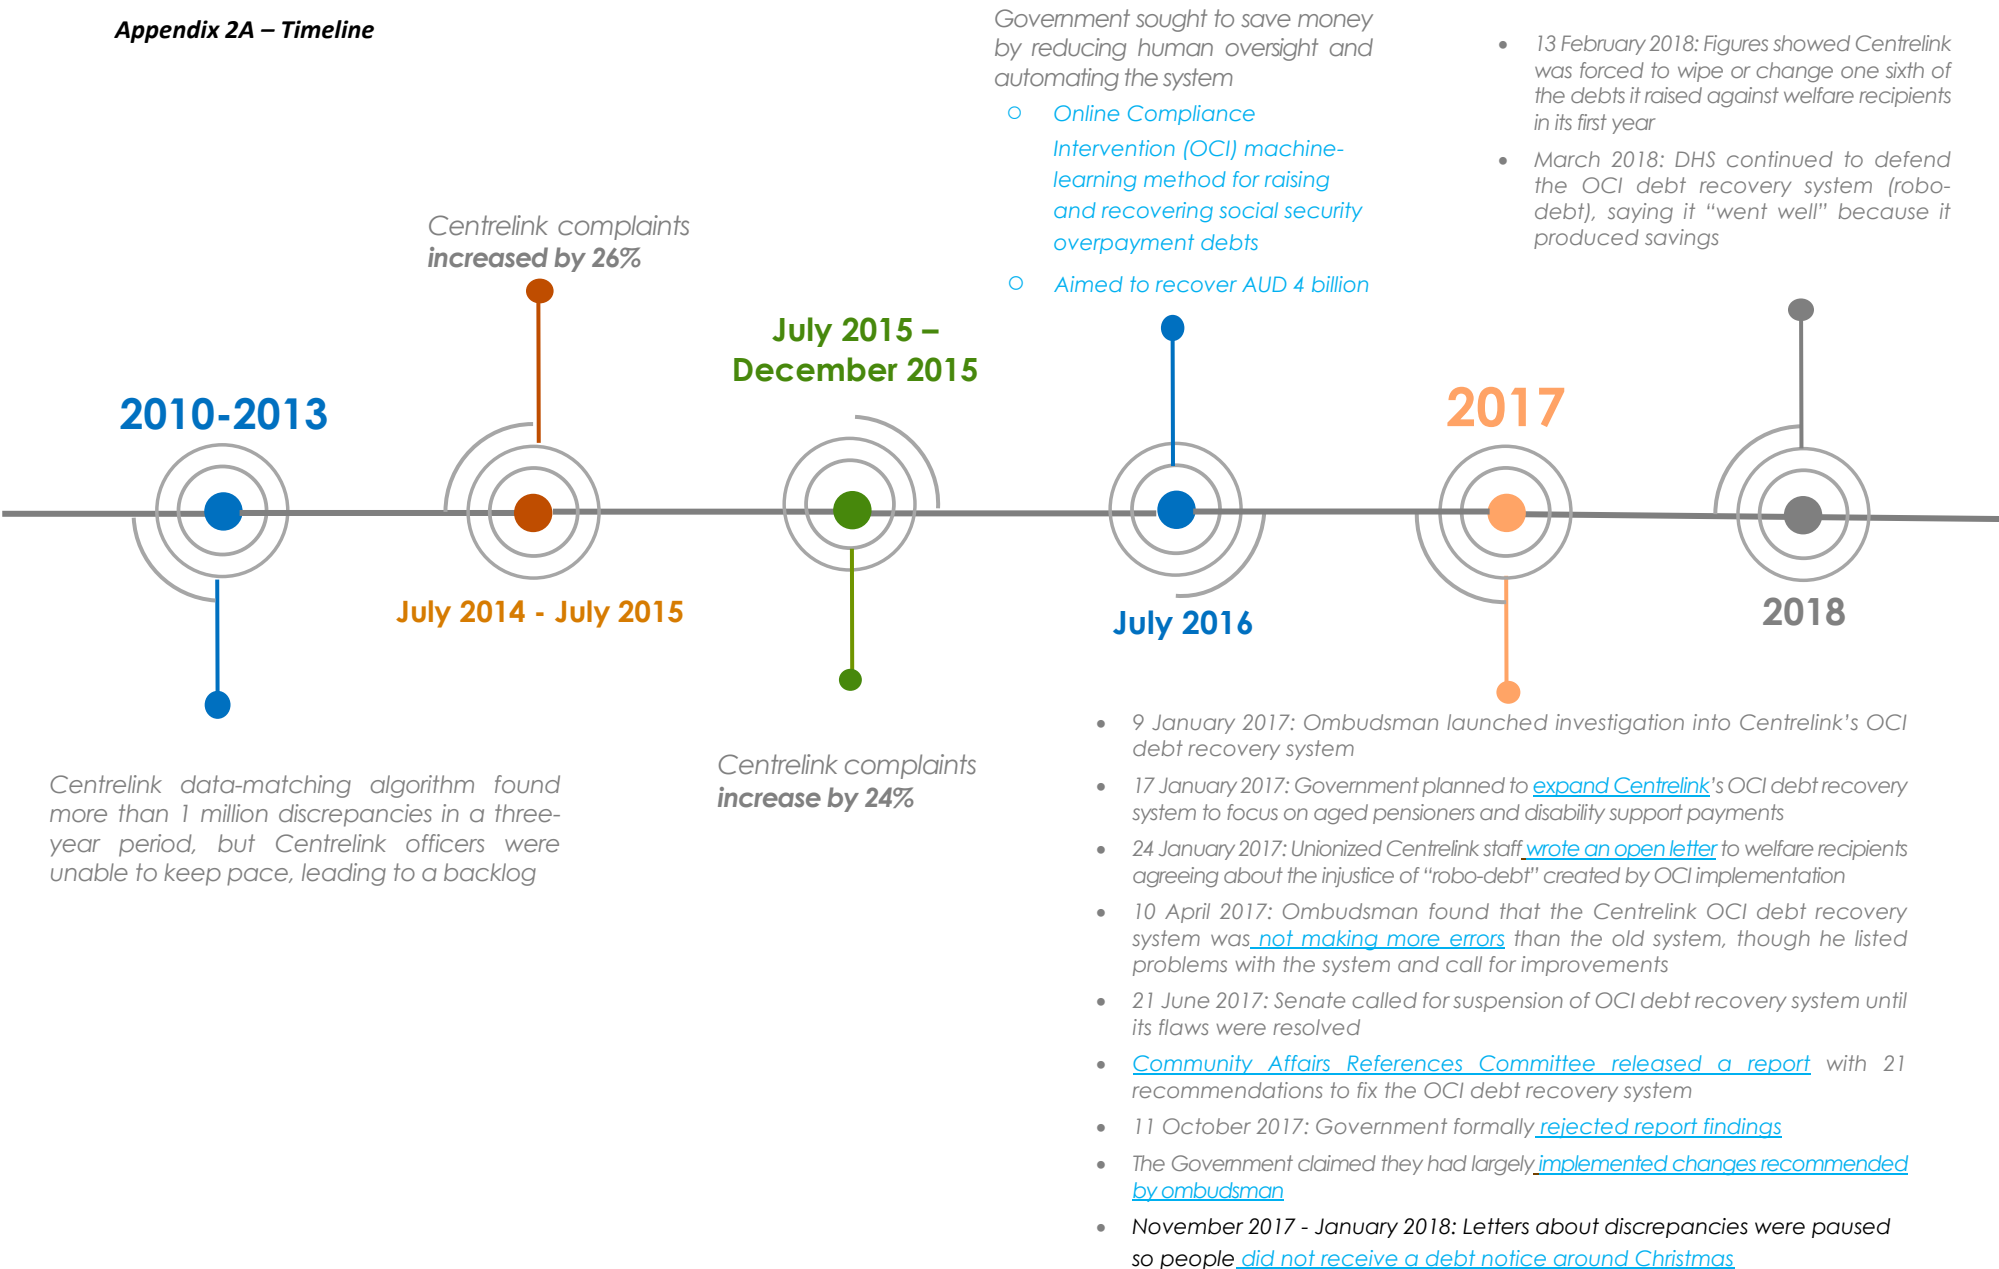 Appendix 2A – Timeline
2010-2013
Centrelink data-matching algorithm found
more than 1 million discrepancies in a three-
year period, but Centrelink officers were
unable to keep pace, leading to a backlog
Centrelink complaints
increased by 26%
July 2014 - July 2015
July 2015 –
December 2015
Centrelink complaints
increase by 24%
Government sought to save money
by reducing human oversight and
automating the system
○ Online Compliance
Intervention (OCI) machine-
learning method for raising
and recovering social security
overpayment debts
○ Aimed to recover AUD 4 billion
July 2016
2017
• 9 January 2017: Ombudsman launched investigation into Centrelink’s OCI
debt recovery system
• 17 January 2017: Government planned to expand Centrelink’s OCI debt recovery
system to focus on aged pensioners and disability support payments
• 24 January 2017: Unionized Centrelink staff wrote an open letter to welfare recipients
agreeing about the injustice of “robo-debt” created by OCI implementation
• 10 April 2017: Ombudsman found that the Centrelink OCI debt recovery
system was not making more errors than the old system, though he listed
problems with the system and call for improvements
• 21 June 2017: Senate called for suspension of OCI debt recovery system until
its flaws were resolved
• Community Affairs References Committee released a report with 21
recommendations to fix the OCI debt recovery system
• 11 October 2017: Government formally rejected report findings
• The Government claimed they had largely implemented changes recommended
by ombudsman
• November 2017 - January 2018: Letters about discrepancies were paused
so people did not receive a debt notice around Christmas
• 13 February 2018: Figures showed Centrelink
was forced to wipe or change one sixth of
the debts it raised against welfare recipients
in its first year
• March 2018: DHS continued to defend
the OCI debt recovery system (robo-
debt), saying it “went well” because it
produced savings
2018